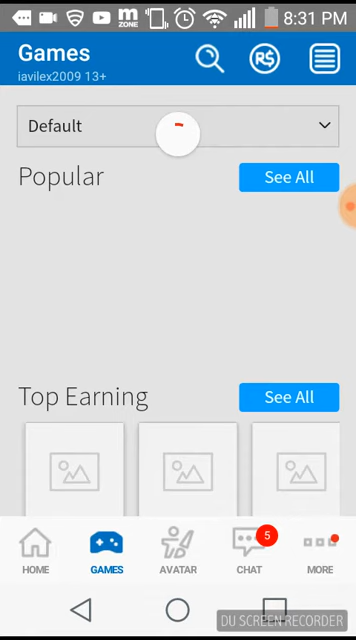 m
ZONE
8:31 PM
Games
iavilex2009 13+
R$
Default
Popular
See All
Top Earning
See All
5
HOME
GAMES
AVATAR
CHAT
MORE
DU SCREEN RECORDER